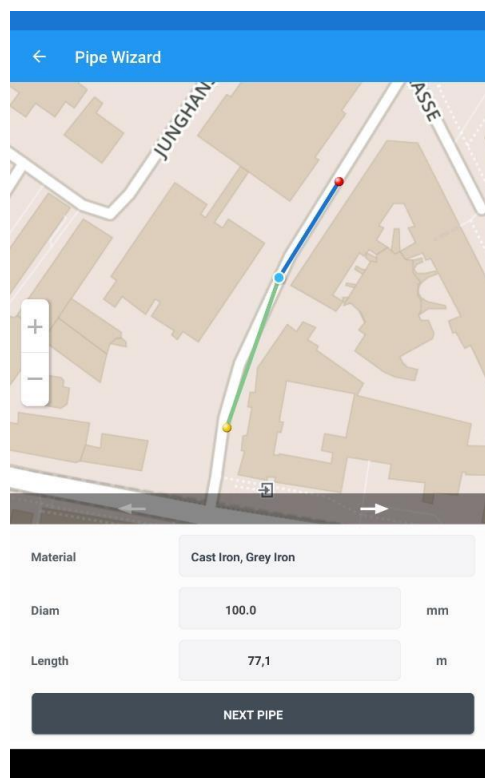 Pipe Wizard
JUNGHANS
ASSE
Material
Cast Iron, Grey Iron
Diam
100.0
mm
Length
77,1
m
NEXT PIPE